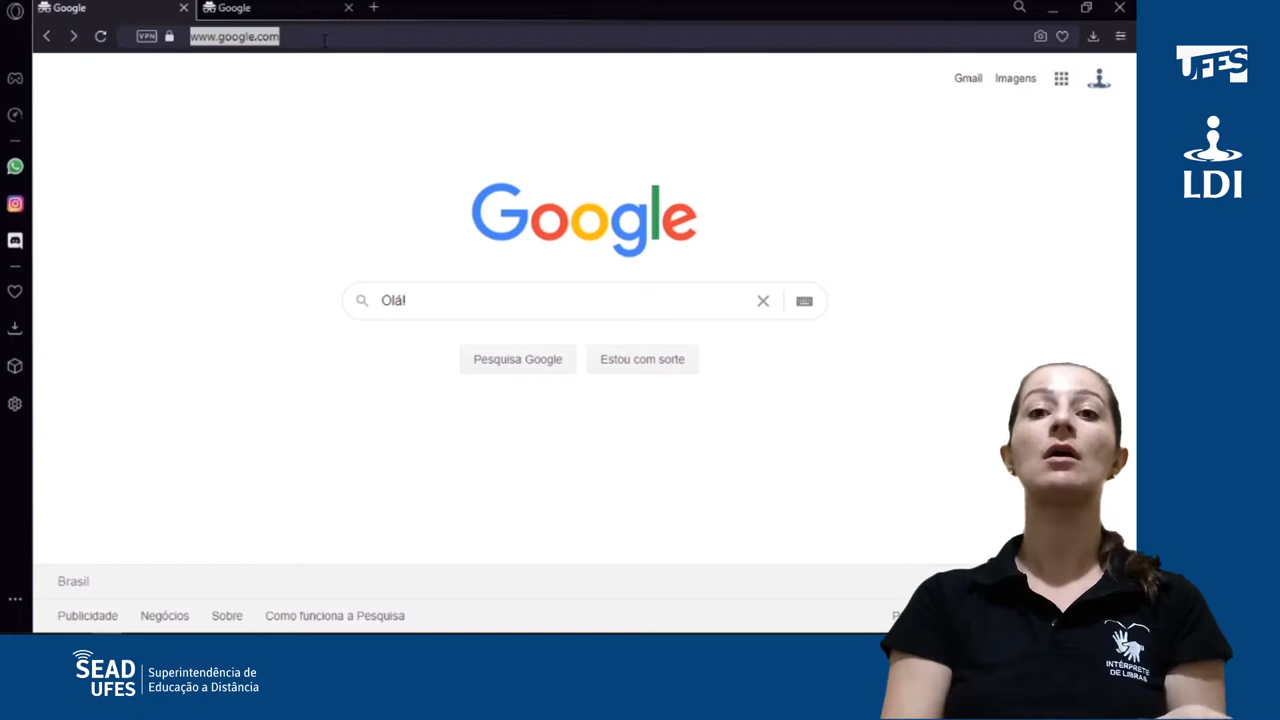 Google
Google
VPN
www.google.com
Gmail
Imagens
Google
Olá!
Pesquisa Google
Estou com sorte
Brasil
Publicidade
Negócios
Sobre
Como funciona a Pesquisa
UFES
LDI
INTÉRPRETE
DE LIBRAS
SEAD
UFES
Superintendência de
Educação a Distância